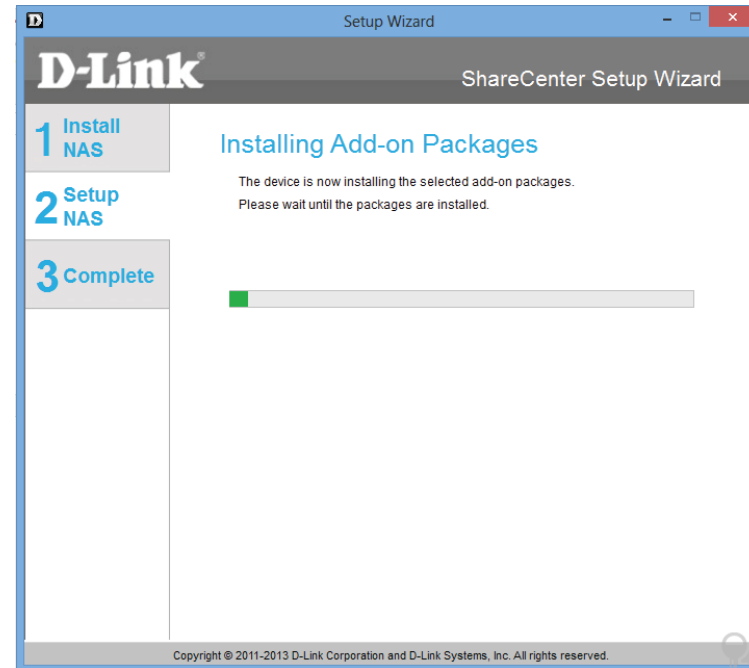 Setup Wizard
D-Link®
ShareCenter Setup Wizard
1 Install
NAS
2 Setup
NAS
3 Complete
Installing Add-on Packages
The device is now installing the selected add-on packages.
Please wait until the packages are installed.
Copyright © 2011-2013 D-Link Corporation and D-Link Systems, Inc. All rights reserved.